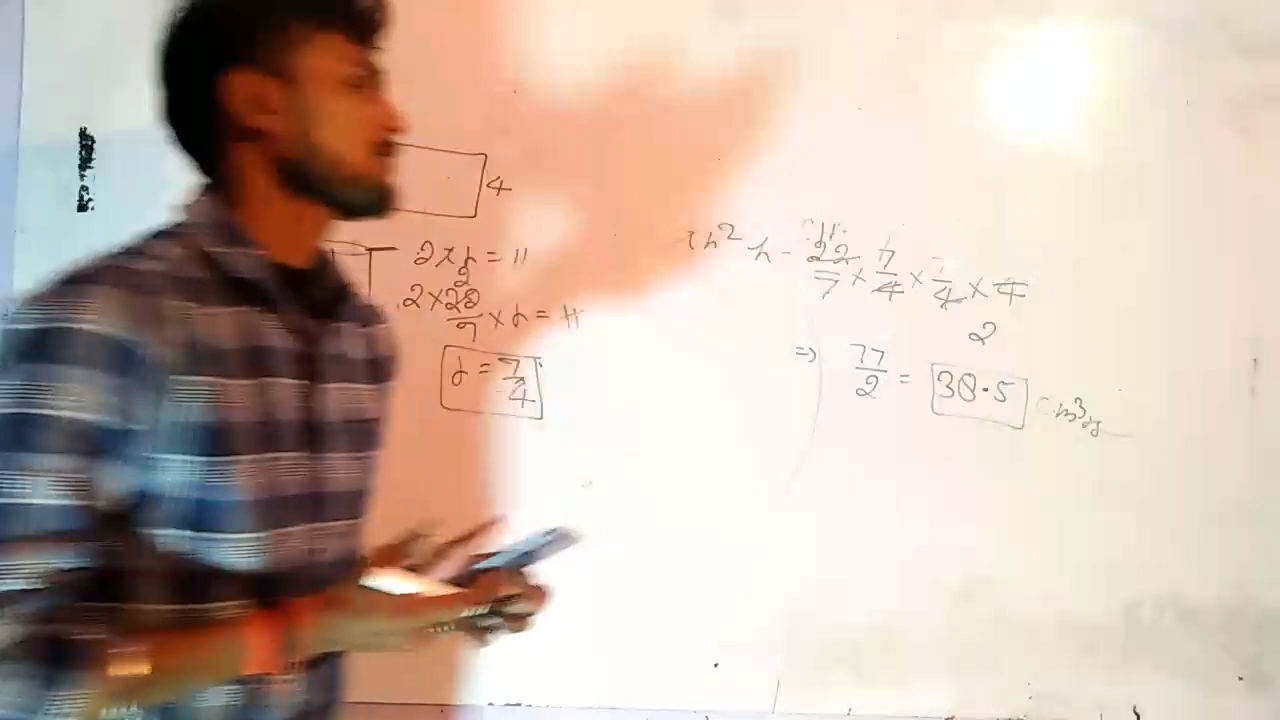 4
2πr = 11
2 × 22/7 × r = 11
r = 7/4
πr² h = 22/7 × 7/4 × 7/4 × 4
2
=> 77/2 = 38.5 cm³